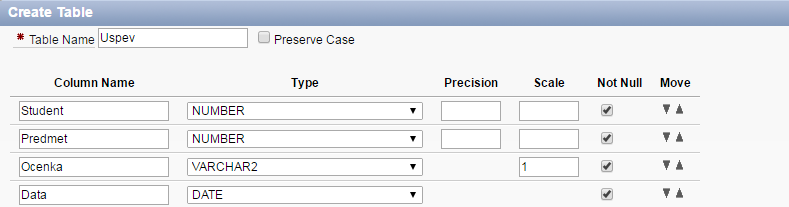 Create Table
* Table Name Uspev Preserve Case
Column Name Type Precision Scale Not Null Move
Student NUMBER
Predmet NUMBER
Ocenka VARCHAR2 1
Data DATE